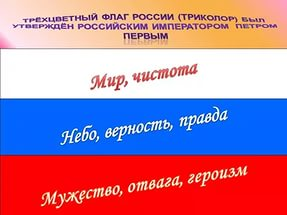 ТРЁХЦВЕТНЫЙ ФЛАГ РОССИИ (ТРИКОЛОР) БЫЛ
УТВЕРЖДЁН РОССИЙСКИМ ИМПЕРАТОРОМ ПЕТРОМ
ПЕРВЫМ
Мир, чистота
Небо, верность, правда
Мужество, отвага, героизм